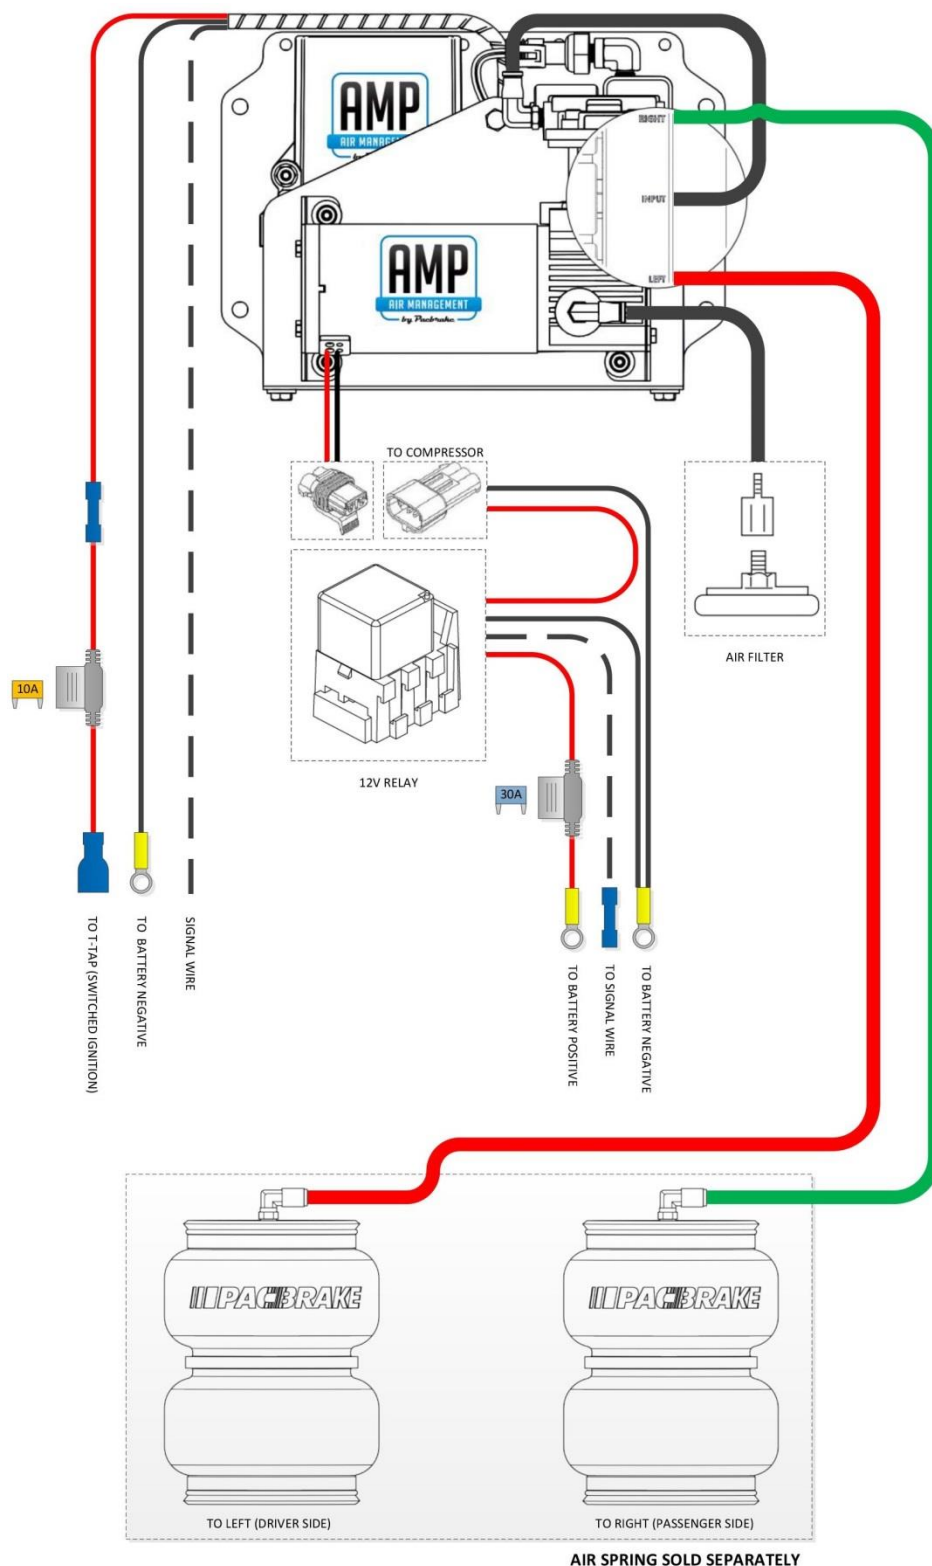 AMP
AIR MANAGEMENT
by Pacbrake
RIGHT
INPUT
LEFT
AMP
AIR MANAGEMENT
by Pacbrake
TO COMPRESSOR
AIR FILTER
10A
12V RELAY
30A
TO T-TAP (SWITCHED IGNITION)
TO BATTERY NEGATIVE
SIGNAL WIRE
TO BATTERY POSITIVE
TO SIGNAL WIRE
TO BATTERY NEGATIVE
PACBRAKE
PACBRAKE
TO LEFT (DRIVER SIDE)
TO RIGHT (PASSENGER SIDE)
AIR SPRING SOLD SEPARATELY